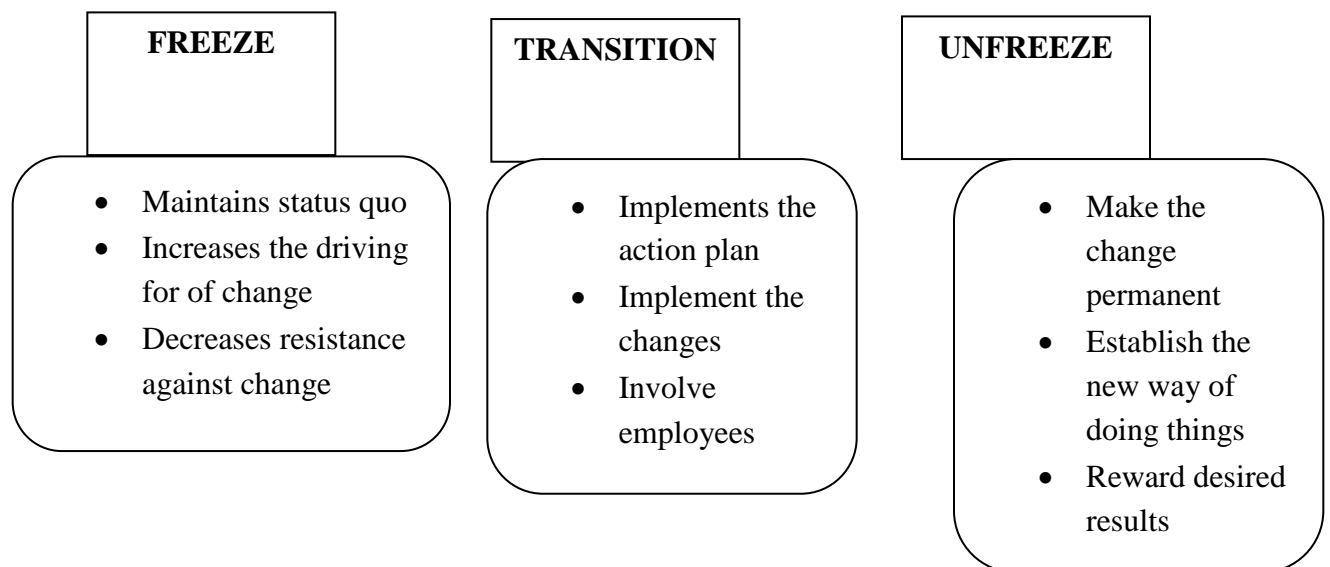 FREEZE
• Maintains status quo
• Increases the driving
for of change
• Decreases resistance
against change
TRANSITION
• Implements the
action plan
• Implement the
changes
• Involve
employees
UNFREEZE
• Make the
change
permanent
• Establish the
new way of
doing things
• Reward desired
results